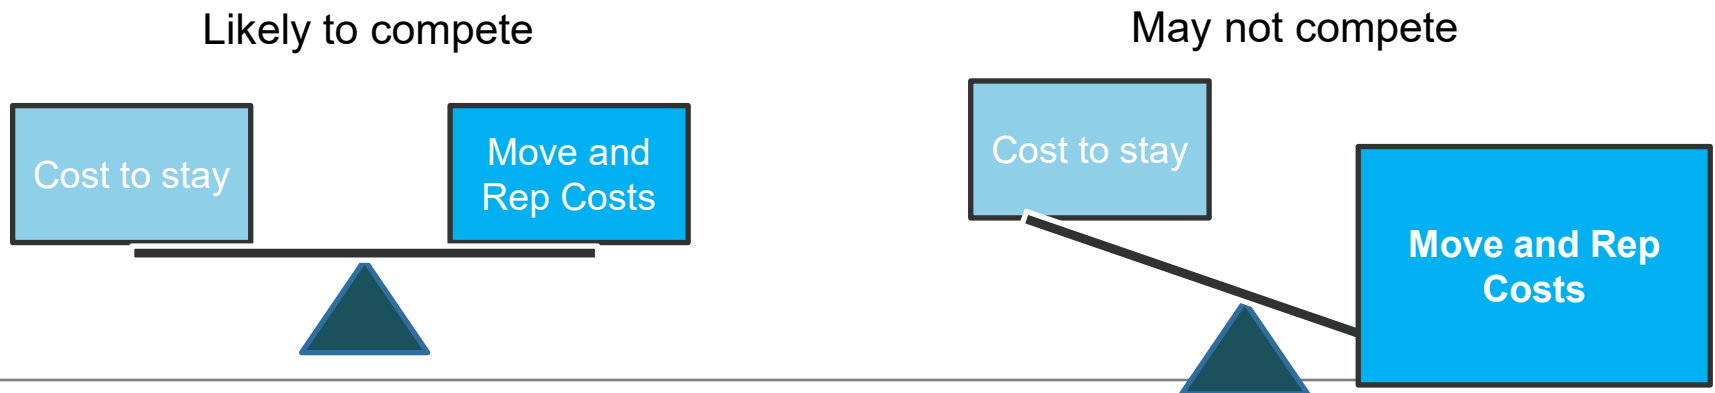 Likely to compete
May not compete
Cost to stay
Move and
Rep Costs
Cost to stay
Move and Rep
Costs